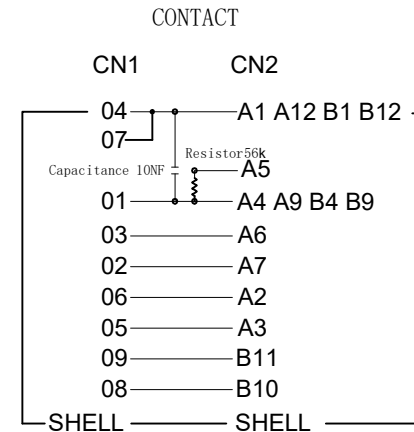 CONTACT
CN1 CN2
04 A1 A12 B1 B12
07
Resistor56k
Capacitance 10NF A5
01 A4 A9 B4 B9
03 A6
02 A7
06 A2
05 A3
09 B11
08 B10
SHELL SHELL